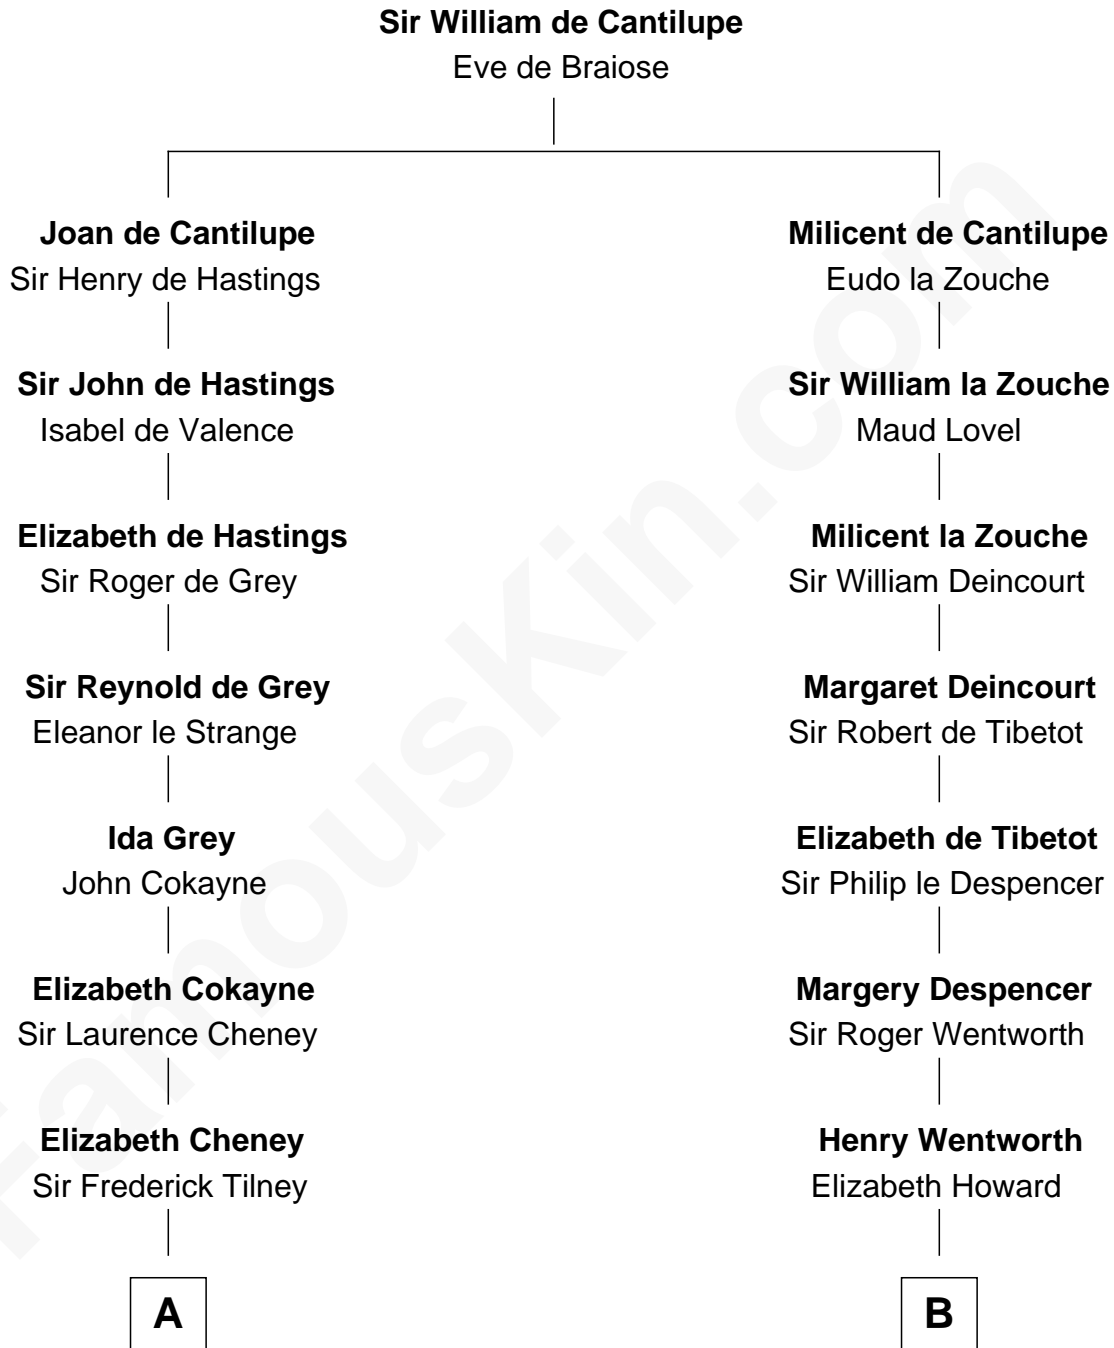 Sir William de Cantilupe
Eve de Braiose
Joan de Cantilupe
Sir Henry de Hastings
Milicent de Cantilupe
Eudo la Zouche
Sir John de Hastings
Isabel de Valence
Sir William la Zouche
Maud Lovel
Elizabeth de Hastings
Sir Roger de Grey
Milicent la Zouche
Sir William Deincourt
Sir Reynold de Grey
Eleanor le Strange
Margaret Deincourt
Sir Robert de Tibetot
Ida Grey
John Cokayne
Elizabeth de Tibetot
Sir Philip le Despencer
Elizabeth Cokayne
Sir Laurence Cheney
Margery Despencer
Sir Roger Wentworth
Elizabeth Cheney
Sir Frederick Tilney
Henry Wentworth
Elizabeth Howard
A
B
FamousKin.com